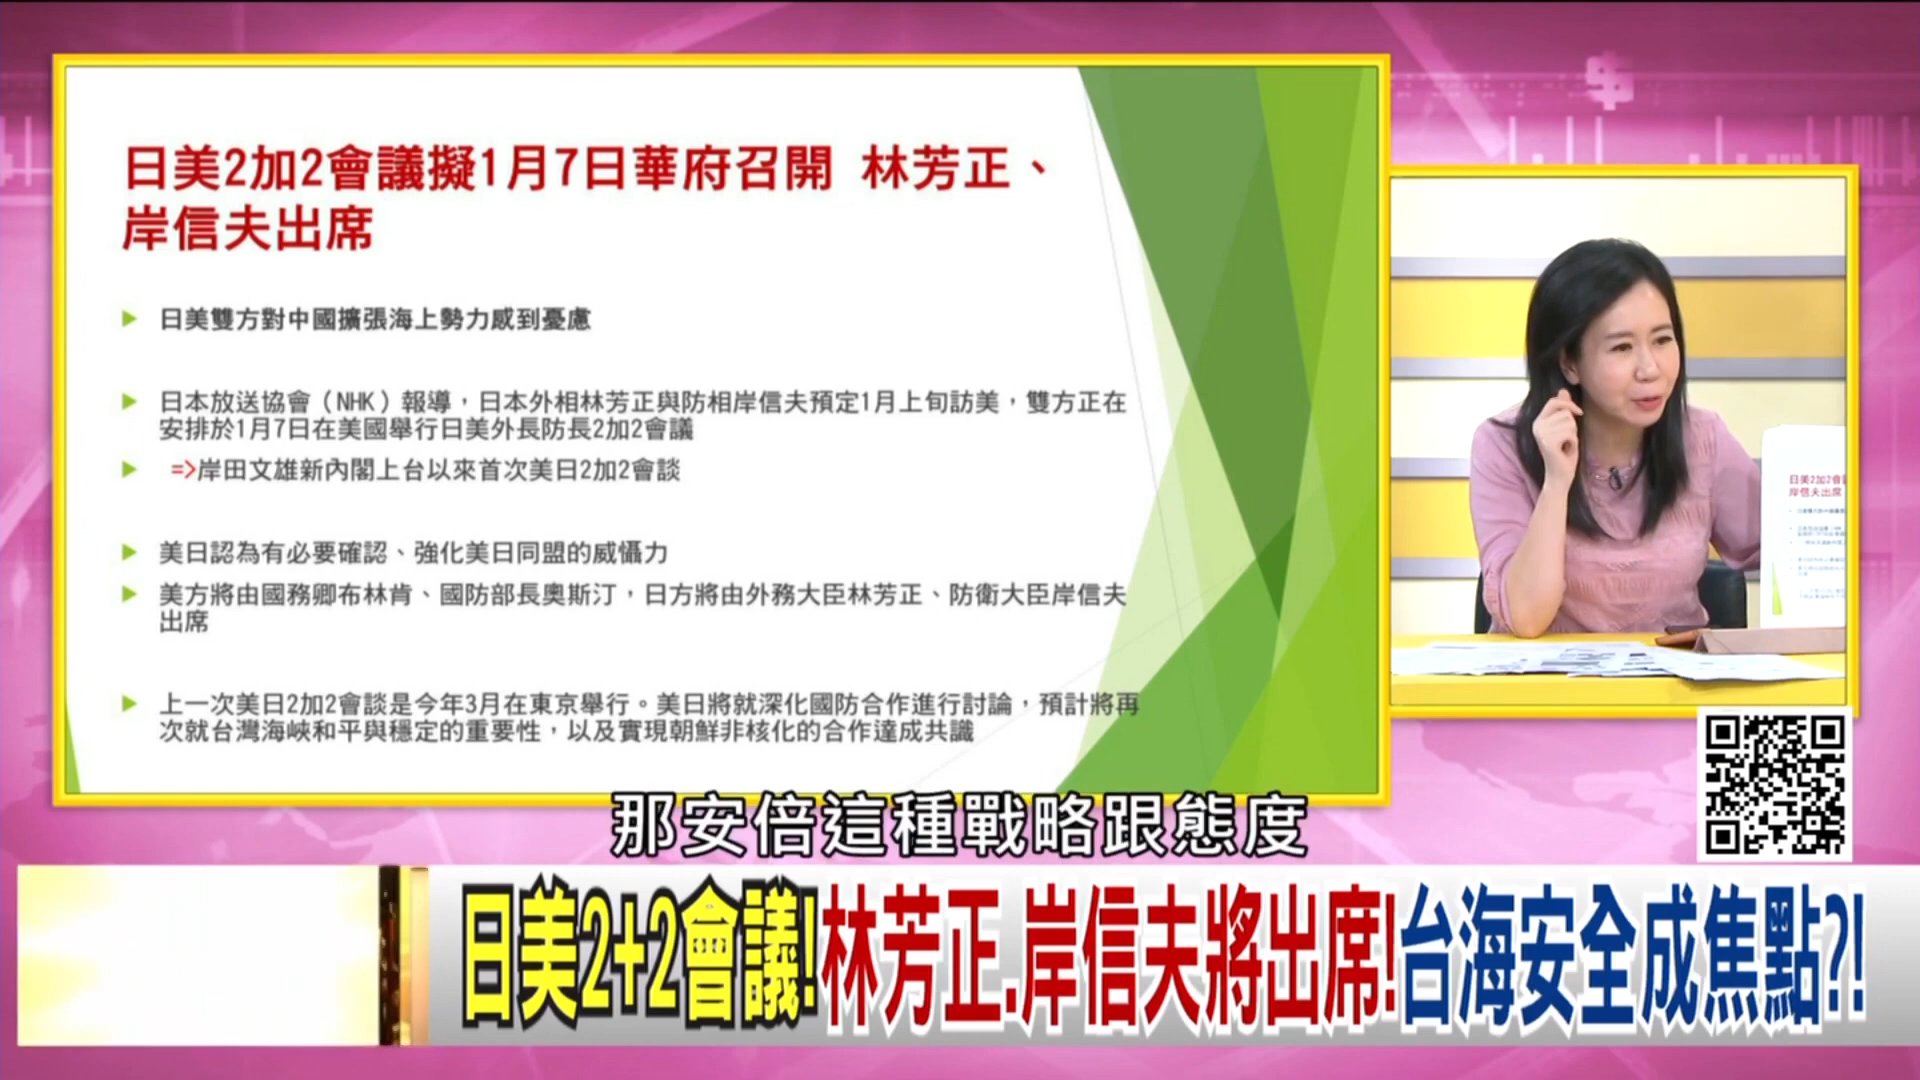 日美2加2會議擬1月7日華府召開 林芳正、
岸信夫出席
日美雙方對中國擴張海上勢力感到憂慮
日本放送協會（NHK）報導，日本外相林芳正與防相岸信夫預定1月上旬訪美，雙方正在
安排於1月7日在美國舉行日美外長防長2加2會議
=>岸田文雄新內閣上台以來首次美日2加2會談
美日認為有必要確認、強化美日同盟的威懾力
美方將由國務卿布林肯、國防部長奧斯汀，日方將由外務大臣林芳正、防衛大臣岸信夫
出席
上一次美日2加2會談是今年3月在東京舉行。美日將就深化國防合作進行討論，預計將再
次就台灣海峽和平與穩定的重要性，以及實現朝鮮非核化的合作達成共識
日美2加2會
岸信夫出席
那安倍這種戰略跟態度
日美2+2會議!林芳正.岸信夫將出席!台海安全成焦點?!